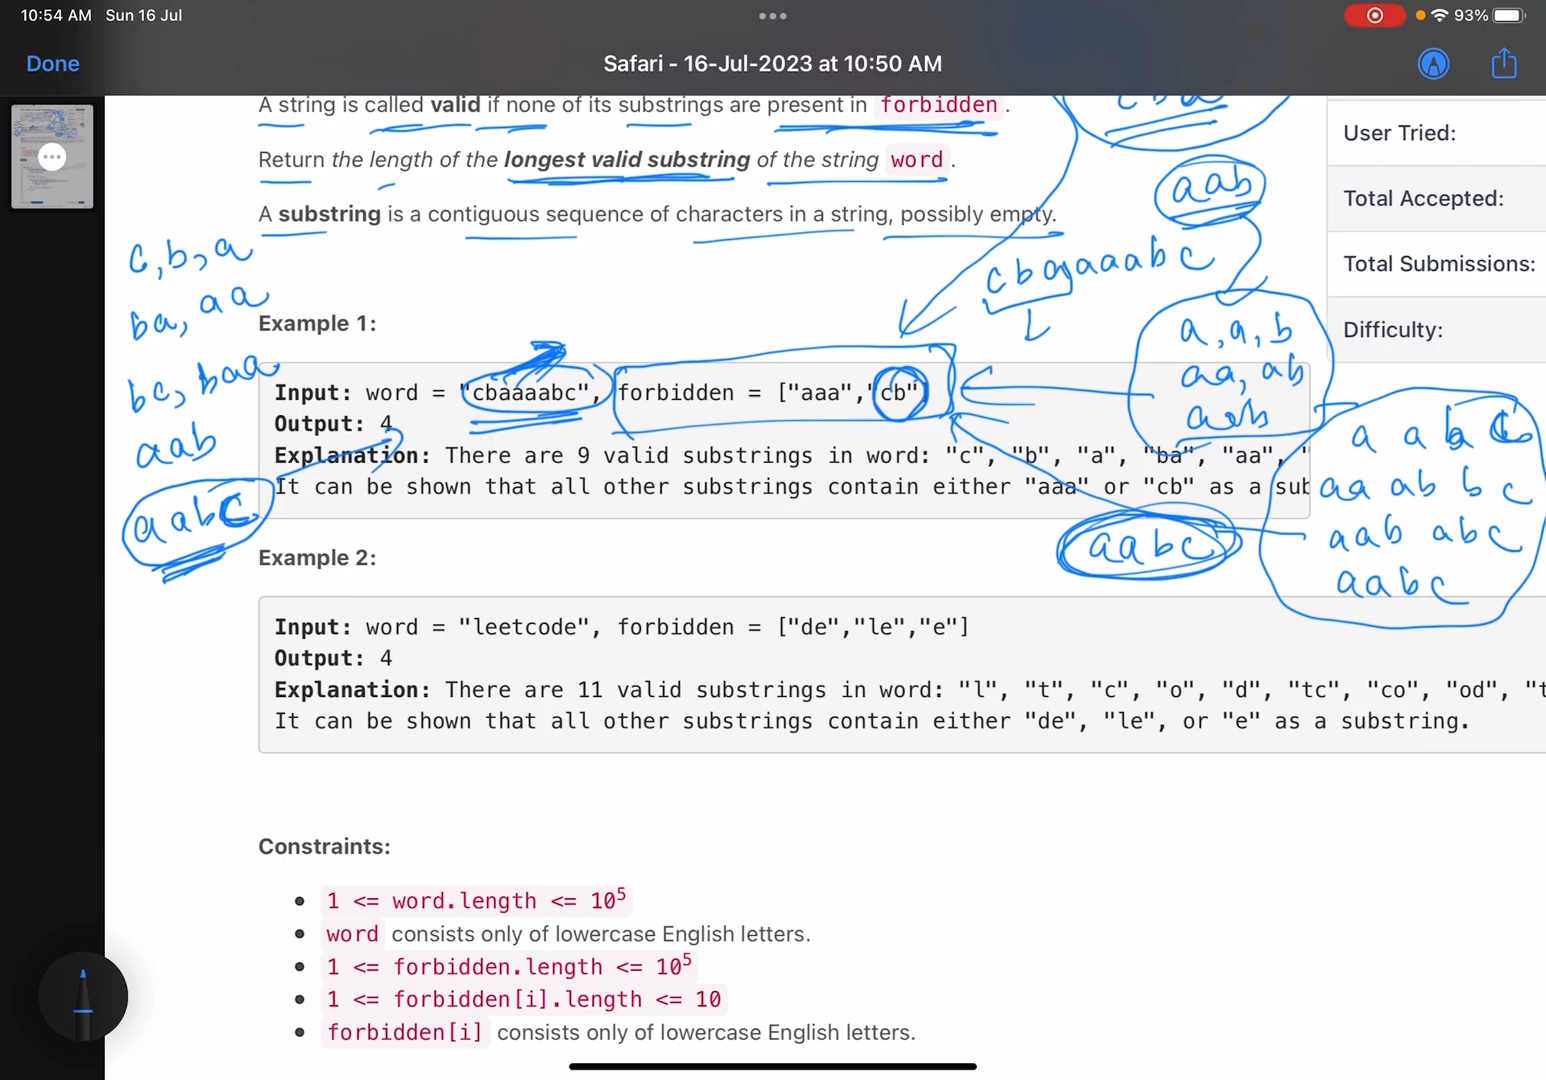 10:54 AM Sun 16 Jul
93%
Done
Safari - 16-Jul-2023 at 10:50 AM
A string is called valid if none of its substrings are present in forbidden.
Return the length of the longest valid substring of the string word.
A substring is a contiguous sequence of characters in a string, possibly empty.
User Tried:
Total Accepted:
Total Submissions:
Difficulty:
cba
aab
cbaaaabc
c, b, a
ba, aa
bc, baa
aab
aabc
a, a, b
aa, ab
aab
a a b c
aa ab bc
aab abc
aabc
aabc
Example 1:
Input: word = "cbaaaabc", forbidden = ["aaa","cb"]
Output: 4
Explanation: There are 9 valid substrings in word: "c", "b", "a", "ba", "aa", "
It can be shown that all other substrings contain either "aaa" or "cb" as a sub
Example 2:
Input: word = "leetcode", forbidden = ["de","le","e"]
Output: 4
Explanation: There are 11 valid substrings in word: "l", "t", "c", "o", "d", "tc", "co", "od", "t
It can be shown that all other substrings contain either "de", "le", or "e" as a substring.
Constraints:
1 <= word.length <= 10⁵
word consists only of lowercase English letters.
1 <= forbidden.length <= 10⁵
1 <= forbidden[i].length <= 10
forbidden[i] consists only of lowercase English letters.